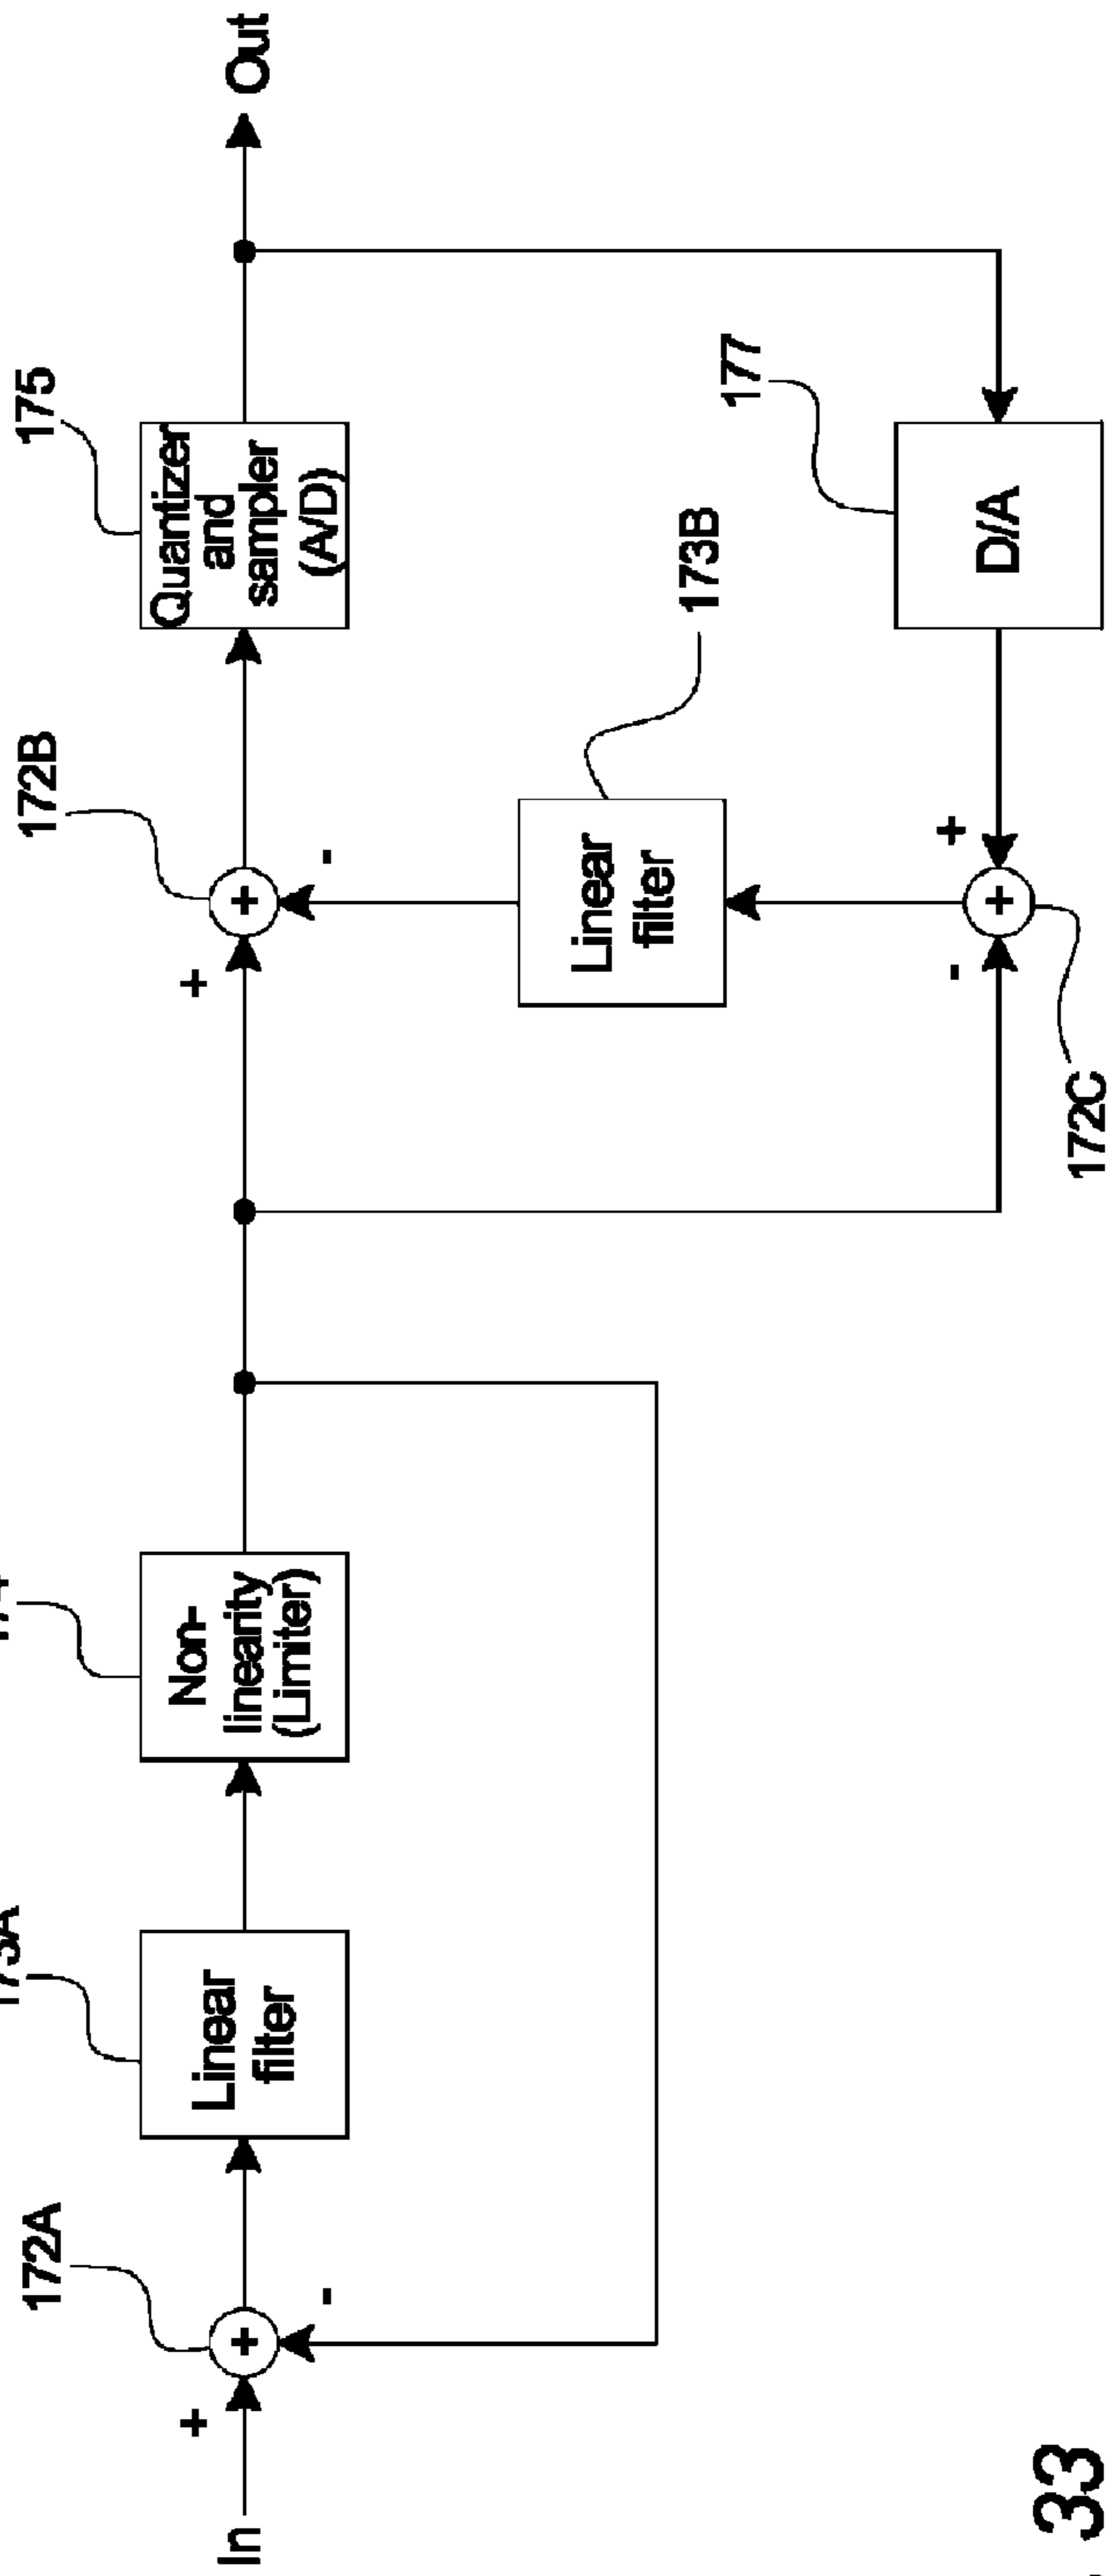 In
+
172A
+
-
Linear
filter
Non-
linearity
(Limiter)
+
172B
+
-
Quantizer
and
sampler
(A/D)
175
Out
Linear
filter
173B
-
+
+
172C
D/A
177
33